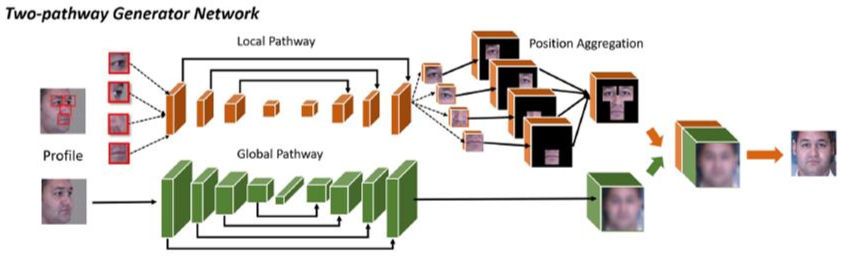 Two-pathway Generator Network
Local Pathway
Position Aggregation
Profile
Global Pathway